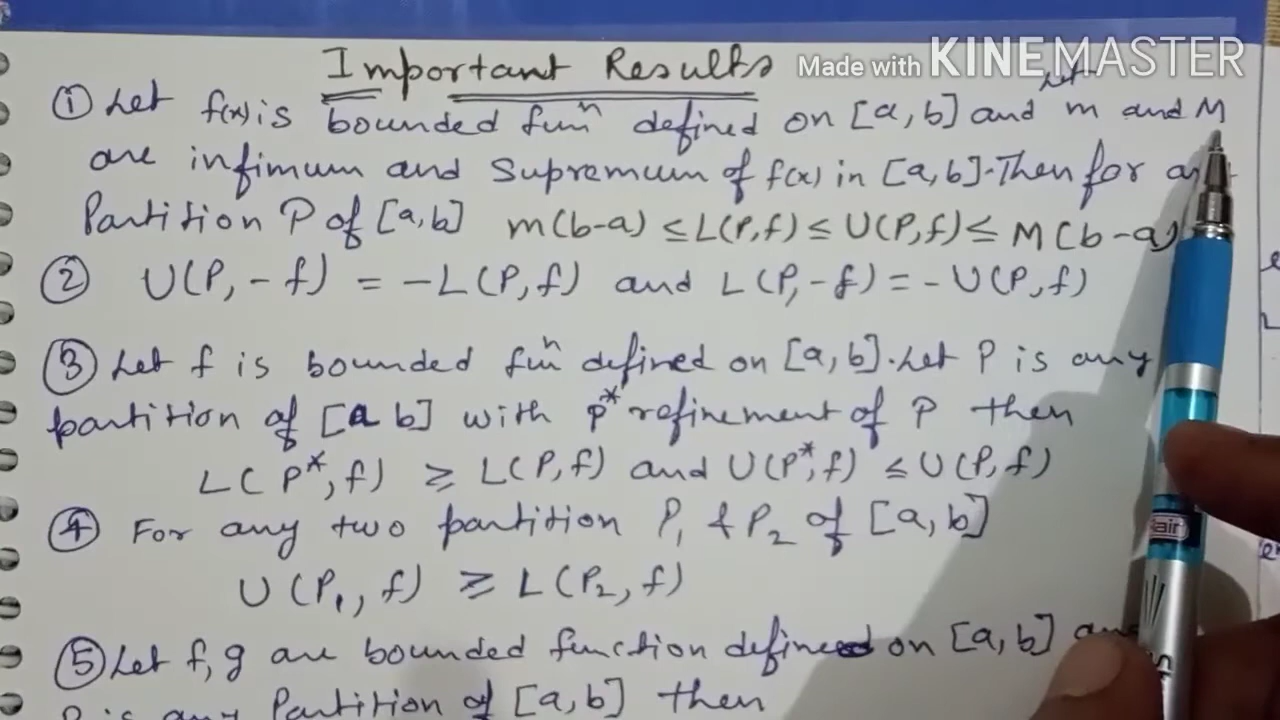 Important Results
Made with KINEMASTER
① Let f(x) is bounded funⁿ defined on [a, b] and Let m and M
are infimum and Supremum of f(x) in [a, b]. Then for
Partition P of [a, b] m(b-a) ≤ L(P, f) ≤ U(P, f) ≤ M(b-a)
② U(P, -f) = -L(P, f) and L(P, -f) = -U(P, f)
③ Let f is bounded funⁿ defined on [a, b]. Let P is any
partition of [a b] with P* refinement of P then
L(P*, f) ≥ L(P, f) and U(P*, f) ≤ U(P, f)
④ For any two partition P₁ & P₂ of [a, b]
U(P₁, f) ≥ L(P₂, f)
⑤ Let f, g are bounded function defined on [a, b]
P is any Partition of [a, b] then
Flair